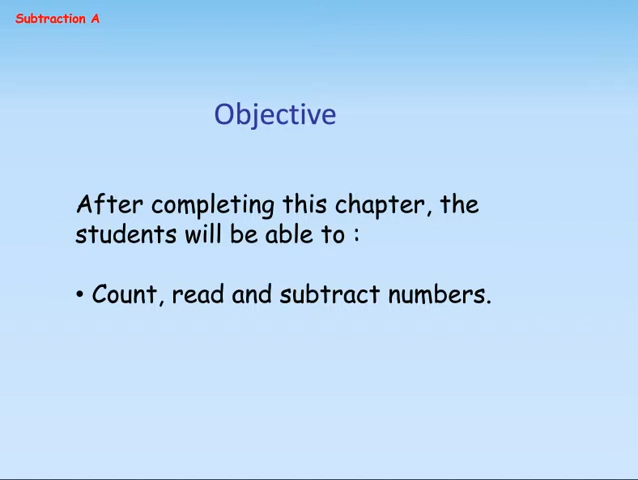 Subtraction A
Objective
After completing this chapter, the
students will be able to :
• Count, read and subtract numbers.